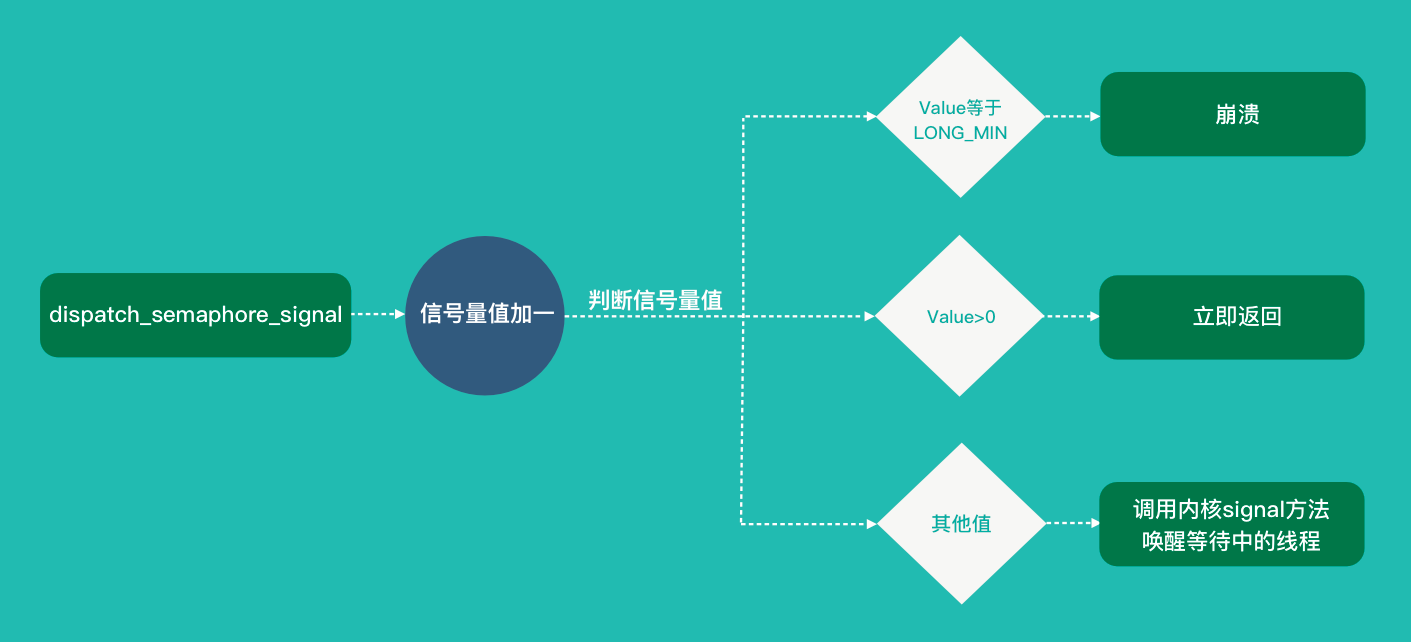 dispatch_semaphore_signal
信号量值加一
判断信号量值
Value等于
LONG_MIN
崩溃
Value>0
立即返回
其他值
调用内核signal方法
唤醒等待中的线程